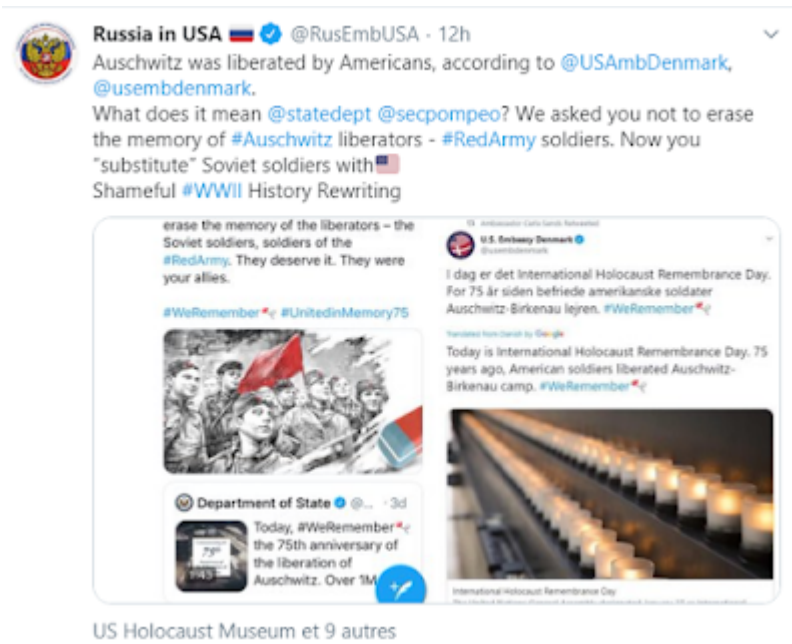 Russia in USA @RusEmbUSA · 12h
Auschwitz was liberated by Americans, according to @USAmbDenmark,
@usembdenmark.
What does it mean @statedept @secpompeo? We asked you not to erase
the memory of #Auschwitz liberators - #RedArmy soldiers. Now you
"substitute" Soviet soldiers with
Shameful #WWII History Rewriting
erase the memory of the liberators – the
Soviet soldiers, soldiers of the
#RedArmy. They deserve it. They were
your allies.
#WeRemember #UnitedinMemory75
Department of State @... · 3d
Today, #WeRemember
the 75th anniversary of
the liberation of
Auschwitz. Over 1M
75th
Ambassador Carla Sands Retweeted
U.S. Embassy Denmark
@usembdenmark
I dag er det International Holocaust Remembrance Day.
For 75 år siden befriede amerikanske soldater
Auschwitz-Birkenau lejren. #WeRemember
Translated from Danish by Google
Today is International Holocaust Remembrance Day. 75
years ago, American soldiers liberated Auschwitz-
Birkenau camp. #WeRemember
International Holocaust Remembrance Day
US Holocaust Museum et 9 autres